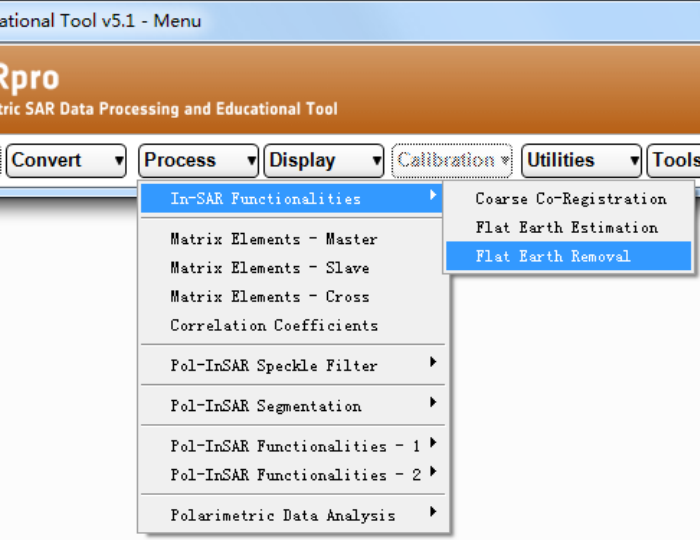 ational Tool v5.1 - Menu
Rpro
tric SAR Data Processing and Educational Tool
Convert Process Display Calibration Utilities Tools
In-SAR Functionalities
Coarse Co-Registration
Flat Earth Estimation
Flat Earth Removal
Matrix Elements - Master
Matrix Elements - Slave
Matrix Elements - Cross
Correlation Coefficients
Pol-InSAR Speckle Filter
Pol-InSAR Segmentation
Pol-InSAR Functionalities - 1
Pol-InSAR Functionalities - 2
Polarimetric Data Analysis